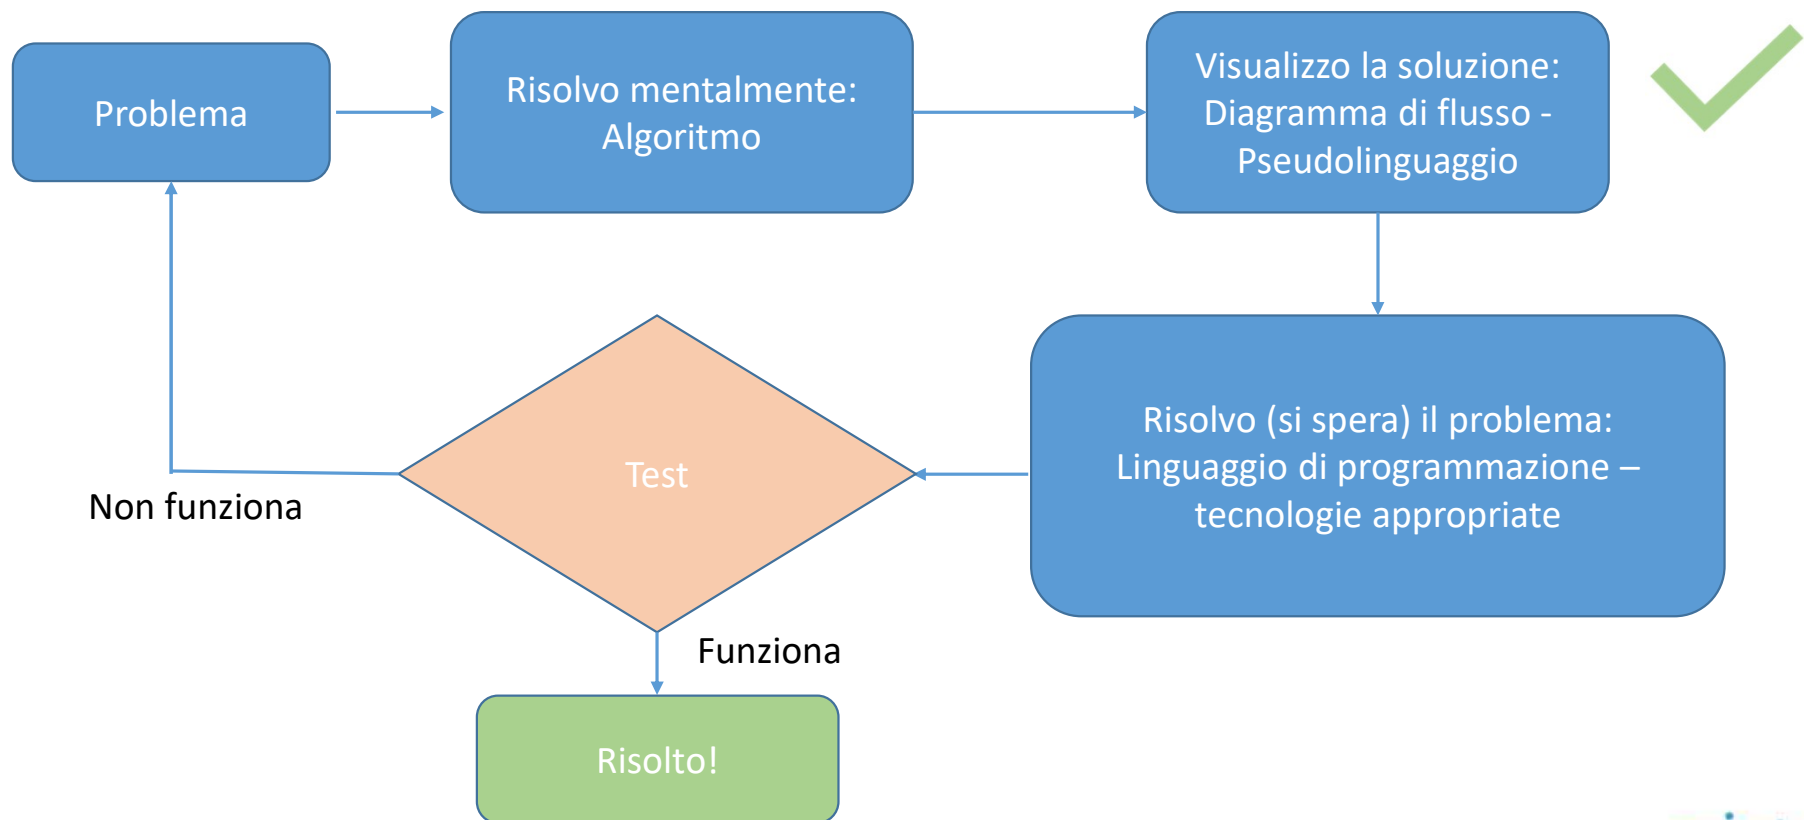 Problema
Risolvo mentalmente:
Algoritmo
Visualizzo la soluzione:
Diagramma di flusso -
Pseudolinguaggio
Risolvo (si spera) il problema:
Linguaggio di programmazione –
tecnologie appropriate
Test
Non funziona
Funziona
Risolto!